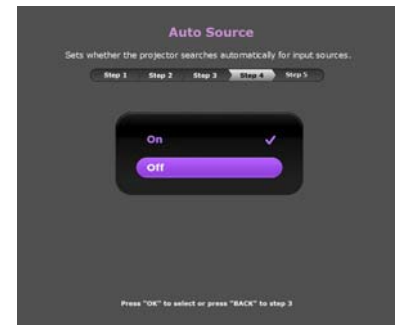 Auto Source
Sets whether the projector searches automatically for input sources.
Step 1 Step 2 Step 3 Step 4 Step 5
On
Off
Press "OK" to select or press "BACK" to step 3